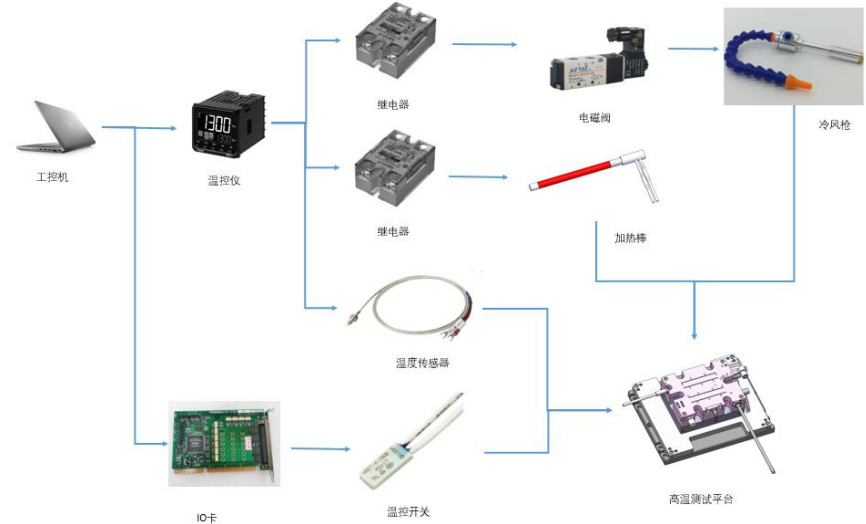 继电器
电磁阀
冷风枪
1300
工控机
温控仪
继电器
加热棒
温度传感器
IO卡
温控开关
高温测试平台